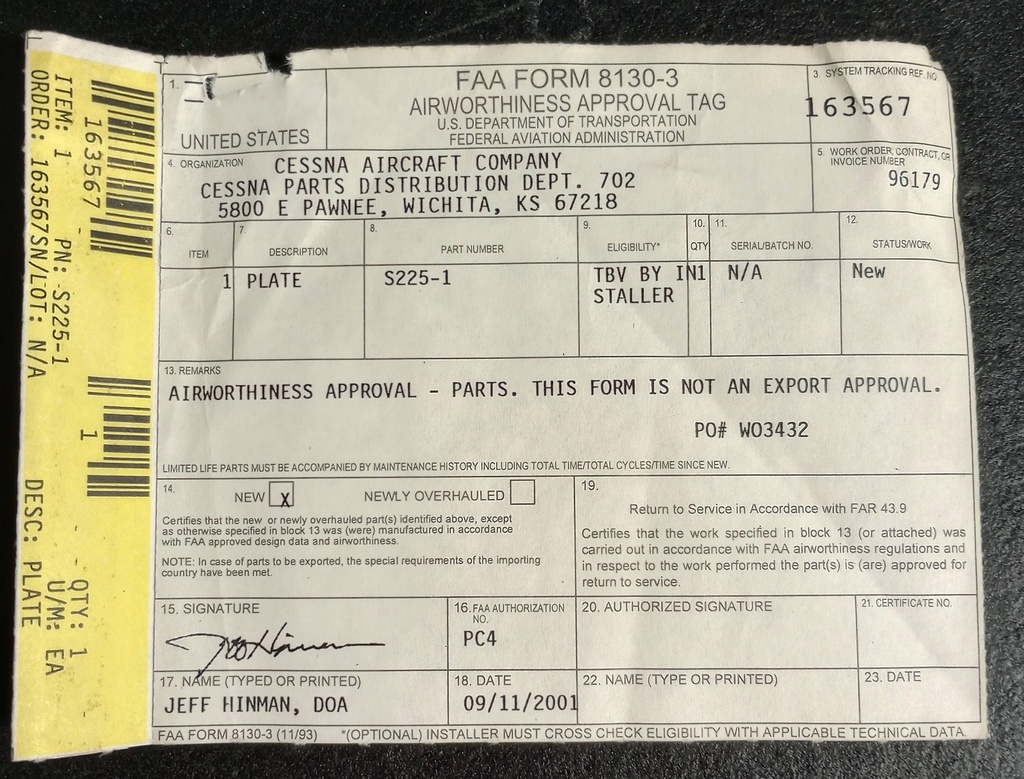 ITEM: 1 PN: S225-1
ORDER: 163567 SN/LOT: N/A
163567
1
QTY: 1
U/M: EA
DESC: PLATE
1.
UNITED STATES
FAA FORM 8130-3
AIRWORTHINESS APPROVAL TAG
U.S. DEPARTMENT OF TRANSPORTATION
FEDERAL AVIATION ADMINISTRATION
3. SYSTEM TRACKING REF. NO
163567
4. ORGANIZATION CESSNA AIRCRAFT COMPANY
CESSNA PARTS DISTRIBUTION DEPT. 702
5800 E PAWNEE, WICHITA, KS 67218
5. WORK ORDER, CONTRACT, OR
INVOICE NUMBER
96179
6. ITEM
7. DESCRIPTION
8. PART NUMBER
9. ELIGIBILITY*
10. QTY
11. SERIAL/BATCH NO.
12. STATUS/WORK
1 PLATE S225-1 TBV BY IN1 N/A New
STALLER
13. REMARKS
AIRWORTHINESS APPROVAL - PARTS. THIS FORM IS NOT AN EXPORT APPROVAL.
PO# WO3432
LIMITED LIFE PARTS MUST BE ACCOMPANIED BY MAINTENANCE HISTORY INCLUDING TOTAL TIME/TOTAL CYCLES/TIME SINCE NEW.
14.
NEW X NEWLY OVERHAULED
Certifies that the new or newly overhauled part(s) identified above, except
as otherwise specified in block 13 was (were) manufactured in accordance
with FAA approved design data and airworthiness.
NOTE: In case of parts to be exported, the special requirements of the importing
country have been met.
19.
Return to Service in Accordance with FAR 43.9
Certifies that the work specified in block 13 (or attached) was
carried out in accordance with FAA airworthiness regulations and
in respect to the work performed the part(s) is (are) approved for
return to service.
15. SIGNATURE
Jeff Hinman
16. FAA AUTHORIZATION
NO.
PC4
20. AUTHORIZED SIGNATURE
21. CERTIFICATE NO.
17. NAME (TYPED OR PRINTED)
JEFF HINMAN, DOA
18. DATE
09/11/2001
22. NAME (TYPE OR PRINTED)
23. DATE
FAA FORM 8130-3 (11/93) *(OPTIONAL) INSTALLER MUST CROSS CHECK ELIGIBILITY WITH APPLICABLE TECHNICAL DATA.